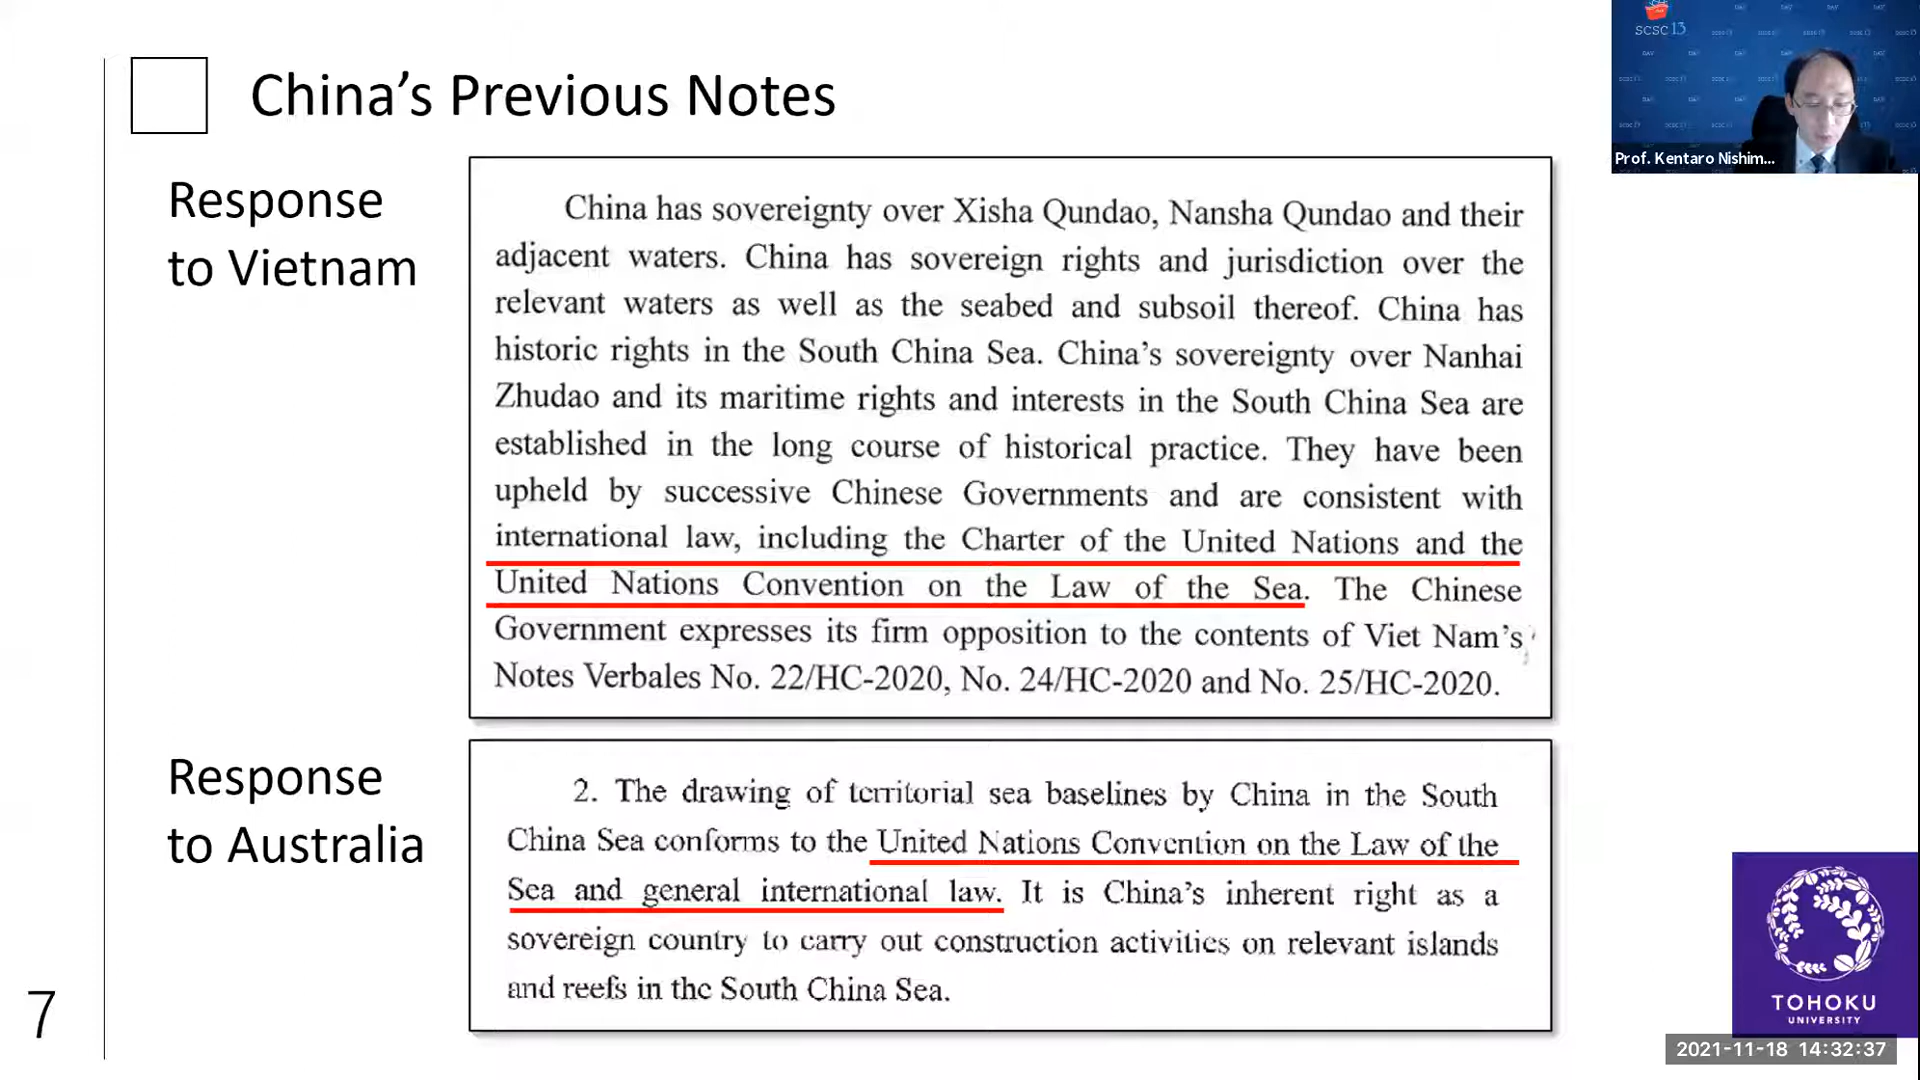 China's Previous Notes
Response
to Vietnam
China has sovereignty over Xisha Qundao, Nansha Qundao and their
adjacent waters. China has sovereign rights and jurisdiction over the
relevant waters as well as the seabed and subsoil thereof. China has
historic rights in the South China Sea. China's sovereignty over Nanhai
Zhudao and its maritime rights and interests in the South China Sea are
established in the long course of historical practice. They have been
upheld by successive Chinese Governments and are consistent with
international law, including the Charter of the United Nations and the
United Nations Convention on the Law of the Sea. The Chinese
Government expresses its firm opposition to the contents of Viet Nam's
Notes Verbales No. 22/HC-2020, No. 24/HC-2020 and No. 25/HC-2020.
Response
to Australia
2. The drawing of territorial sea baselines by China in the South
China Sea conforms to the United Nations Convention on the Law of the
Sea and general international law. It is China's inherent right as a
sovereign country to carry out construction activities on relevant islands
and reefs in the South China Sea.
7
scsc13
Prof. Kentaro Nishim...
TOHOKU
UNIVERSITY
2021-11-18 14:32:37